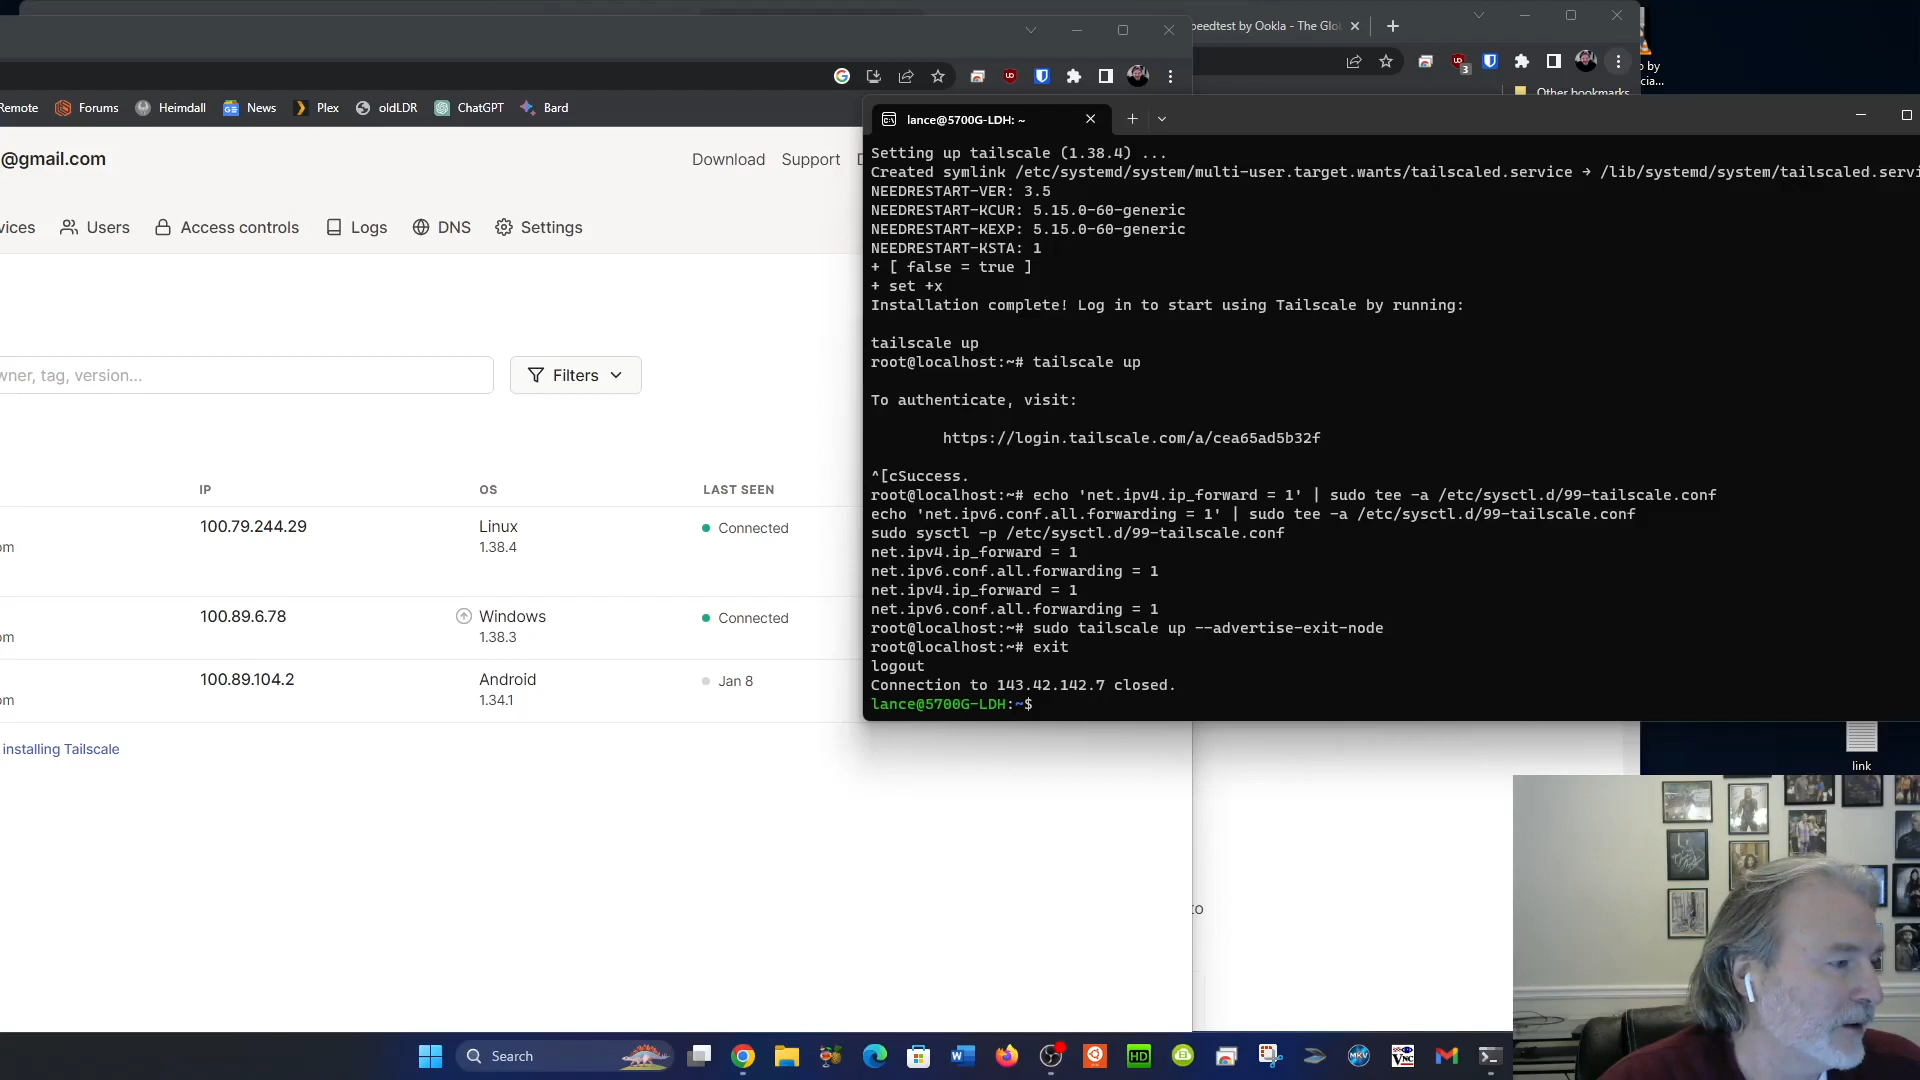 speedtest by Ookla - The Glo
Remote
Forums
Heimdall
News
Plex
oldLDR
ChatGPT
Bard
3
Other bookmarks
p by
cia...
@gmail.com
Download
Support
vices
Users
Access controls
Logs
DNS
Settings
wner, tag, version...
Filters
IP
OS
LAST SEEN
100.79.244.29
Linux
Connected
om
1.38.4
100.89.6.78
Windows
Connected
om
1.38.3
100.89.104.2
Android
Jan 8
om
1.34.1
installing Tailscale
lance@5700G-LDH: ~
Setting up tailscale (1.38.4) ...
Created symlink /etc/systemd/system/multi-user.target.wants/tailscaled.service → /lib/systemd/system/tailscaled.servi
NEEDRESTART-VER: 3.5
NEEDRESTART-KCUR: 5.15.0-60-generic
NEEDRESTART-KEXP: 5.15.0-60-generic
NEEDRESTART-KSTA: 1
+ [ false = true ]
+ set +x
Installation complete! Log in to start using Tailscale by running:
tailscale up
root@localhost:~# tailscale up
To authenticate, visit:
https://login.tailscale.com/a/cea65ad5b32f
^[cSuccess.
root@localhost:~# echo 'net.ipv4.ip_forward = 1' | sudo tee -a /etc/sysctl.d/99-tailscale.conf
echo 'net.ipv6.conf.all.forwarding = 1' | sudo tee -a /etc/sysctl.d/99-tailscale.conf
sudo sysctl -p /etc/sysctl.d/99-tailscale.conf
net.ipv4.ip_forward = 1
net.ipv6.conf.all.forwarding = 1
net.ipv4.ip_forward = 1
net.ipv6.conf.all.forwarding = 1
root@localhost:~# sudo tailscale up --advertise-exit-node
root@localhost:~# exit
logout
Connection to 143.42.142.7 closed.
lance@5700G-LDH:~$
link
to
Search
HD
MKV